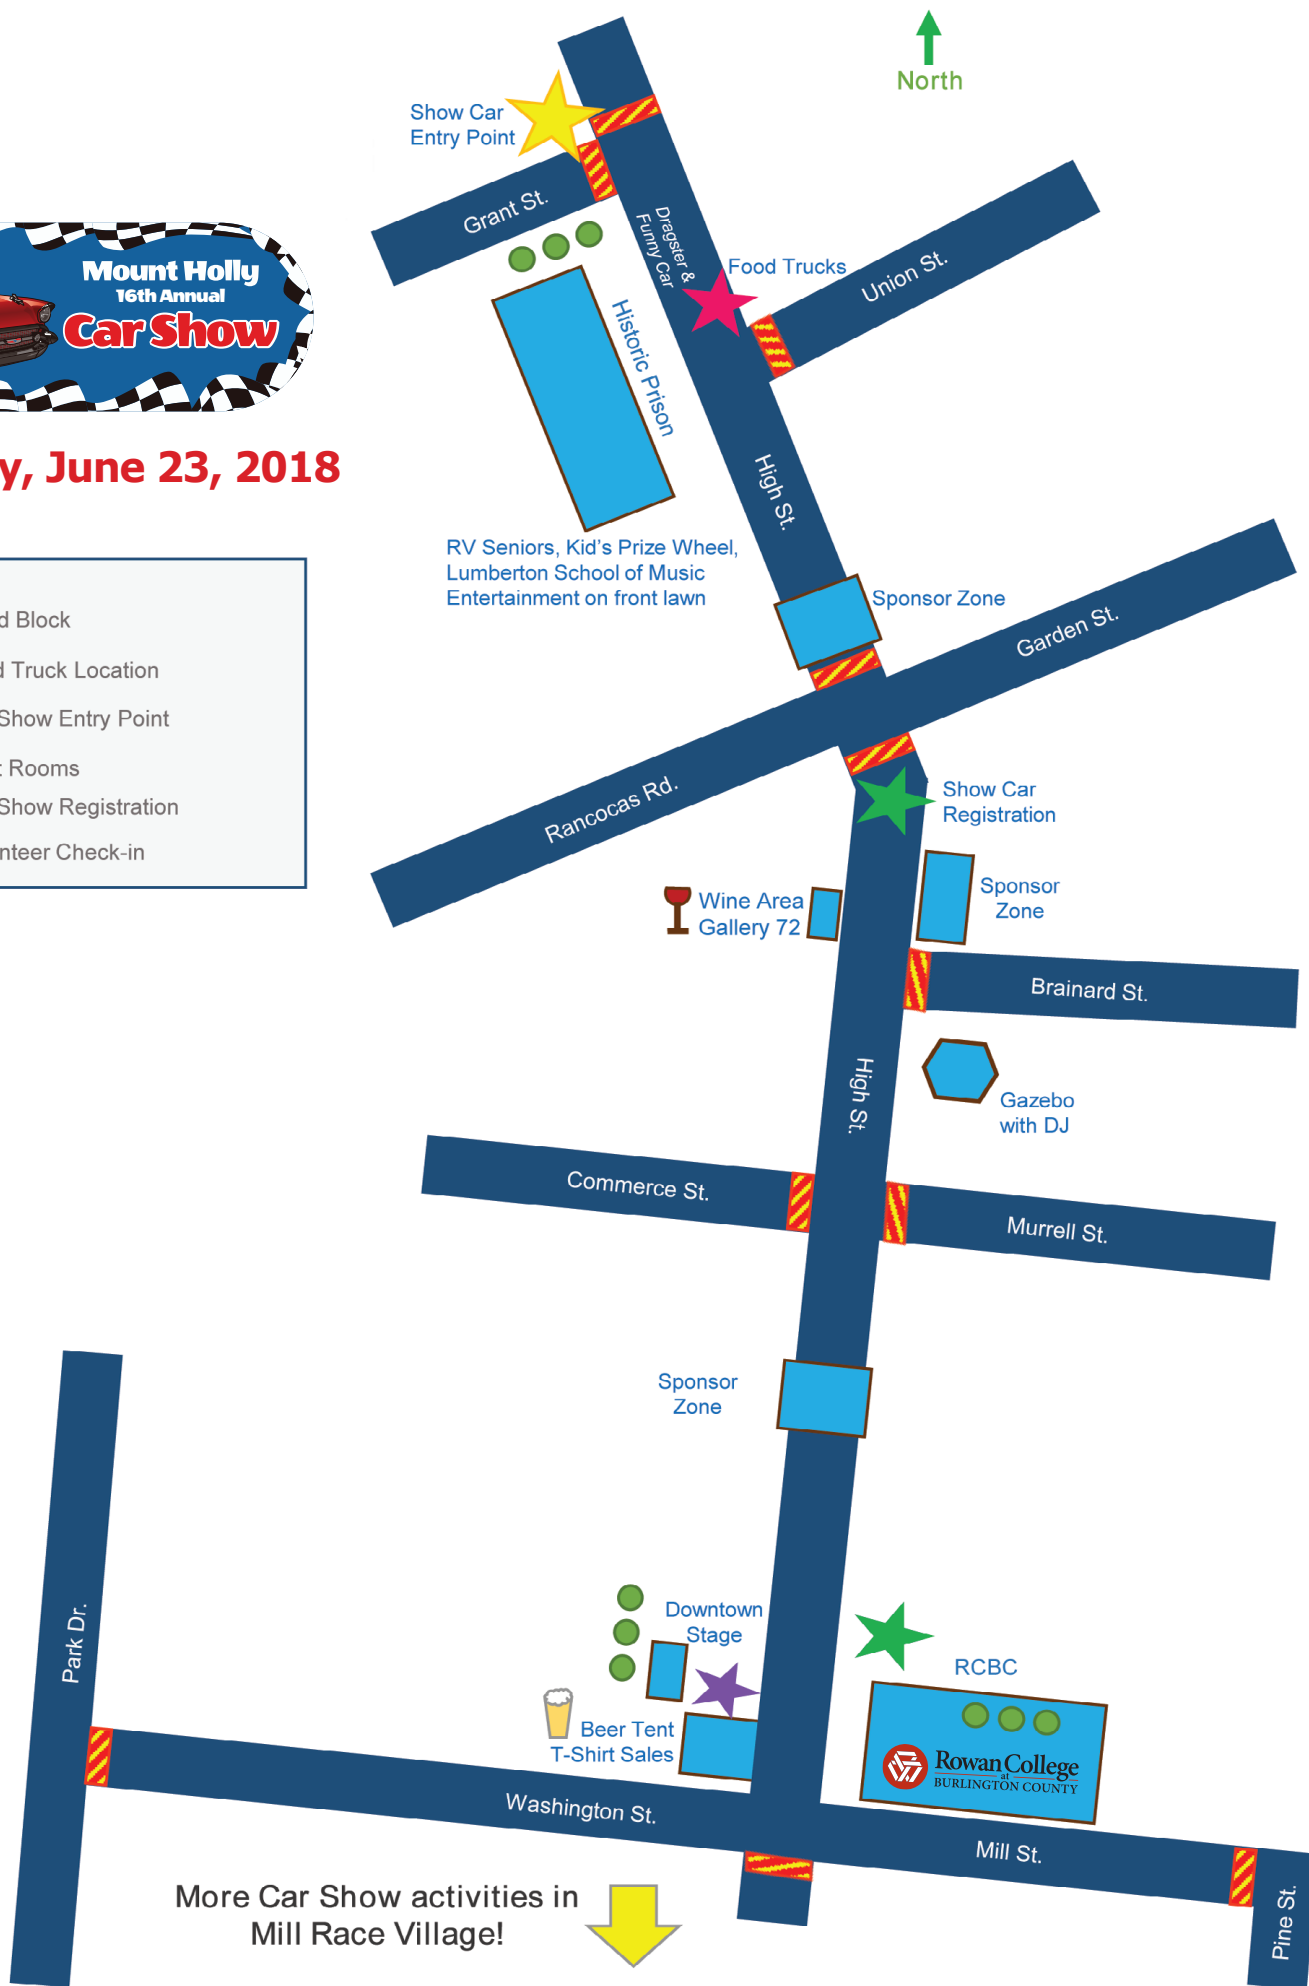 North
Show Car
Entry Point
Grant St.
Dragster &
Funny Car
Food Trucks
Union St.
Mount Holly
16th Annual
Car Show
Historic Prison
y, June 23, 2018
High St.
RV Seniors, Kid's Prize Wheel,
Lumberton School of Music
Entertainment on front lawn
Sponsor Zone
Garden St.
d Block
d Truck Location
Show Entry Point
t Rooms
Show Registration
nteer Check-in
Rancocas Rd.
Show Car
Registration
Wine Area
Gallery 72
Sponsor
Zone
Brainard St.
High St.
Gazebo
with DJ
Commerce St.
Murrell St.
Sponsor
Zone
Park Dr.
Downtown
Stage
RCBC
Beer Tent
T-Shirt Sales
Rowan College
at
BURLINGTON COUNTY
Washington St.
Mill St.
Pine St.
More Car Show activities in
Mill Race Village!